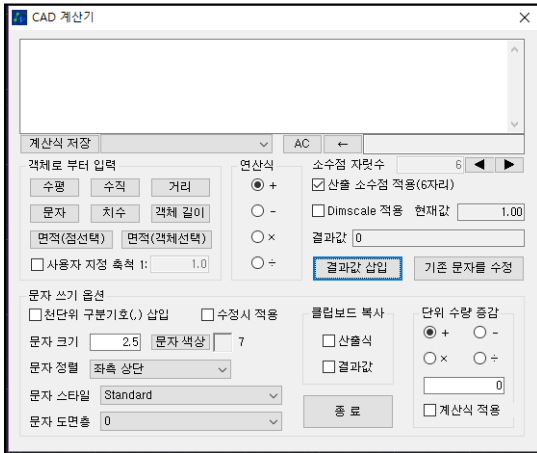 CAD 계산기
계산식 저장 AC ←
객체로 부터 입력 연산식 소수점 자릿수 6
수평 수직 거리 + 산출 소수점 적용(6자리)
문자 치수 객체 길이 - Dimscale 적용 현재값 1.00
면적(점선택) 면적(객체선택) × 결과값 0
사용자 지정 축척 1: 1.0 ÷ 결과값 삽입 기존 문자를 수정
문자 쓰기 옵션
천단위 구분기호(,) 삽입 수정시 적용 클립보드 복사 단위 수량 증감
문자 크기 2.5 문자 색상 7 산출식 + -
문자 정렬 좌측 상단 결과값 × ÷
문자 스타일 Standard 0
문자 도면층 0 종 료 계산식 적용